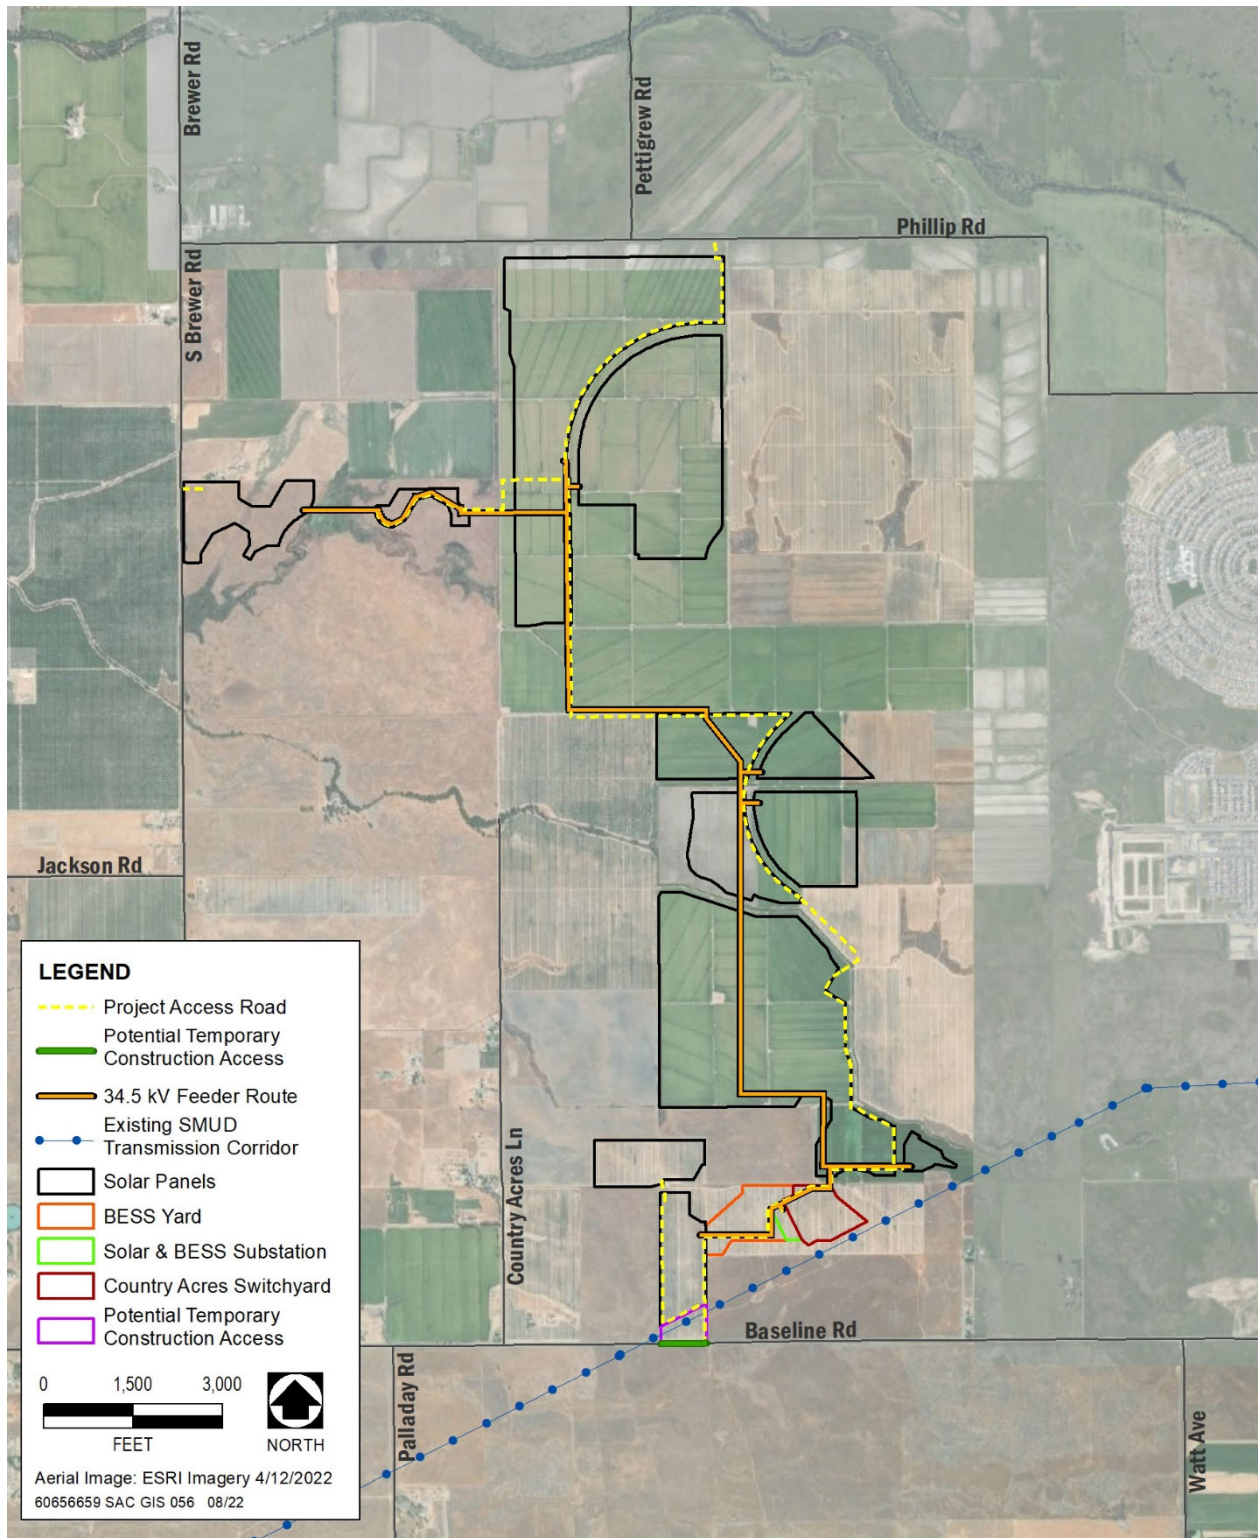 Brewer Rd
Pettigrew Rd
Phillip Rd
S Brewer Rd
Jackson Rd
Country Acres Ln
Baseline Rd
Palladay Rd
Watt Ave
LEGEND
Project Access Road
Potential Temporary
Construction Access
34.5 kV Feeder Route
Existing SMUD
Transmission Corridor
Solar Panels
BESS Yard
Solar & BESS Substation
Country Acres Switchyard
Potential Temporary
Construction Access
0 1,500 3,000
FEET
NORTH
Aerial Image: ESRI Imagery 4/12/2022
60656659 SAC GIS 056 08/22